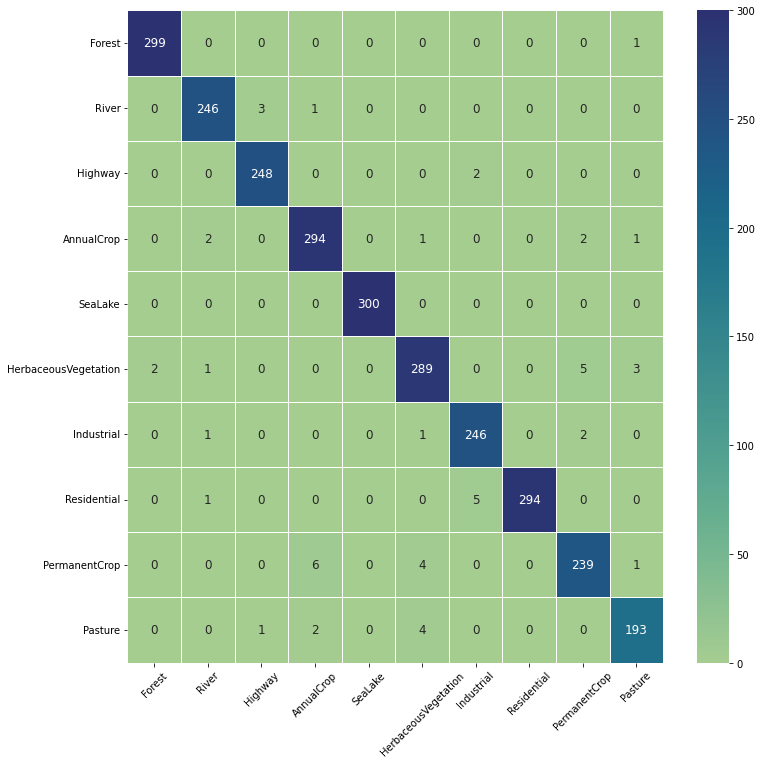 Forest 299 0 0 0 0 0 0 0 0 1
River 0 246 3 1 0 0 0 0 0 0
Highway 0 0 248 0 0 0 2 0 0 0
AnnualCrop 0 2 0 294 0 1 0 0 2 1
SeaLake 0 0 0 0 300 0 0 0 0 0
HerbaceousVegetation 2 1 0 0 0 289 0 0 5 3
Industrial 0 1 0 0 0 1 246 0 2 0
Residential 0 1 0 0 0 0 5 294 0 0
PermanentCrop 0 0 0 6 0 4 0 0 239 1
Pasture 0 0 1 2 0 4 0 0 0 193
Forest River Highway AnnualCrop SeaLake HerbaceousVegetation Industrial Residential PermanentCrop Pasture
300
250
200
150
100
50
0